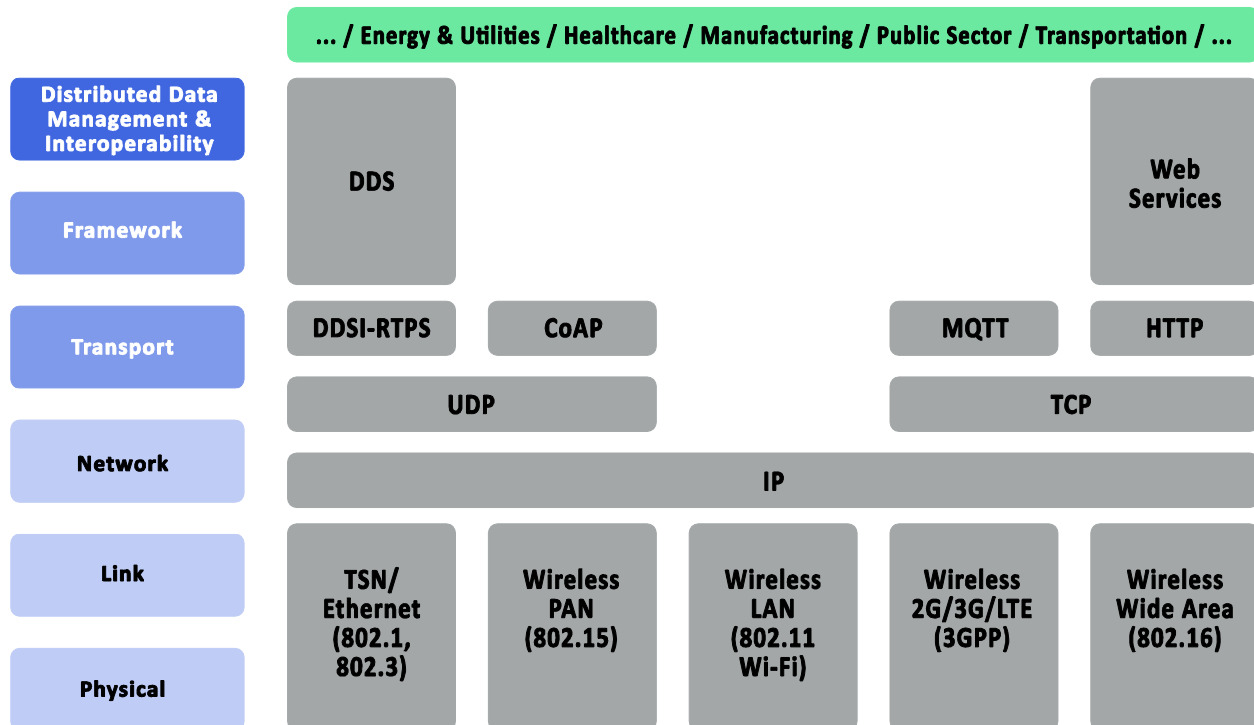 ... / Energy & Utilities / Healthcare / Manufacturing / Public Sector / Transportation / ...
Distributed Data
Management &
Interoperability
DDS
Web
Services
Framework
Transport
DDSI-RTPS
CoAP
MQTT
HTTP
UDP
TCP
Network
IP
Link
TSN/
Ethernet
(802.1,
802.3)
Wireless
PAN
(802.15)
Wireless
LAN
(802.11
Wi-Fi)
Wireless
2G/3G/LTE
(3GPP)
Wireless
Wide Area
(802.16)
Physical